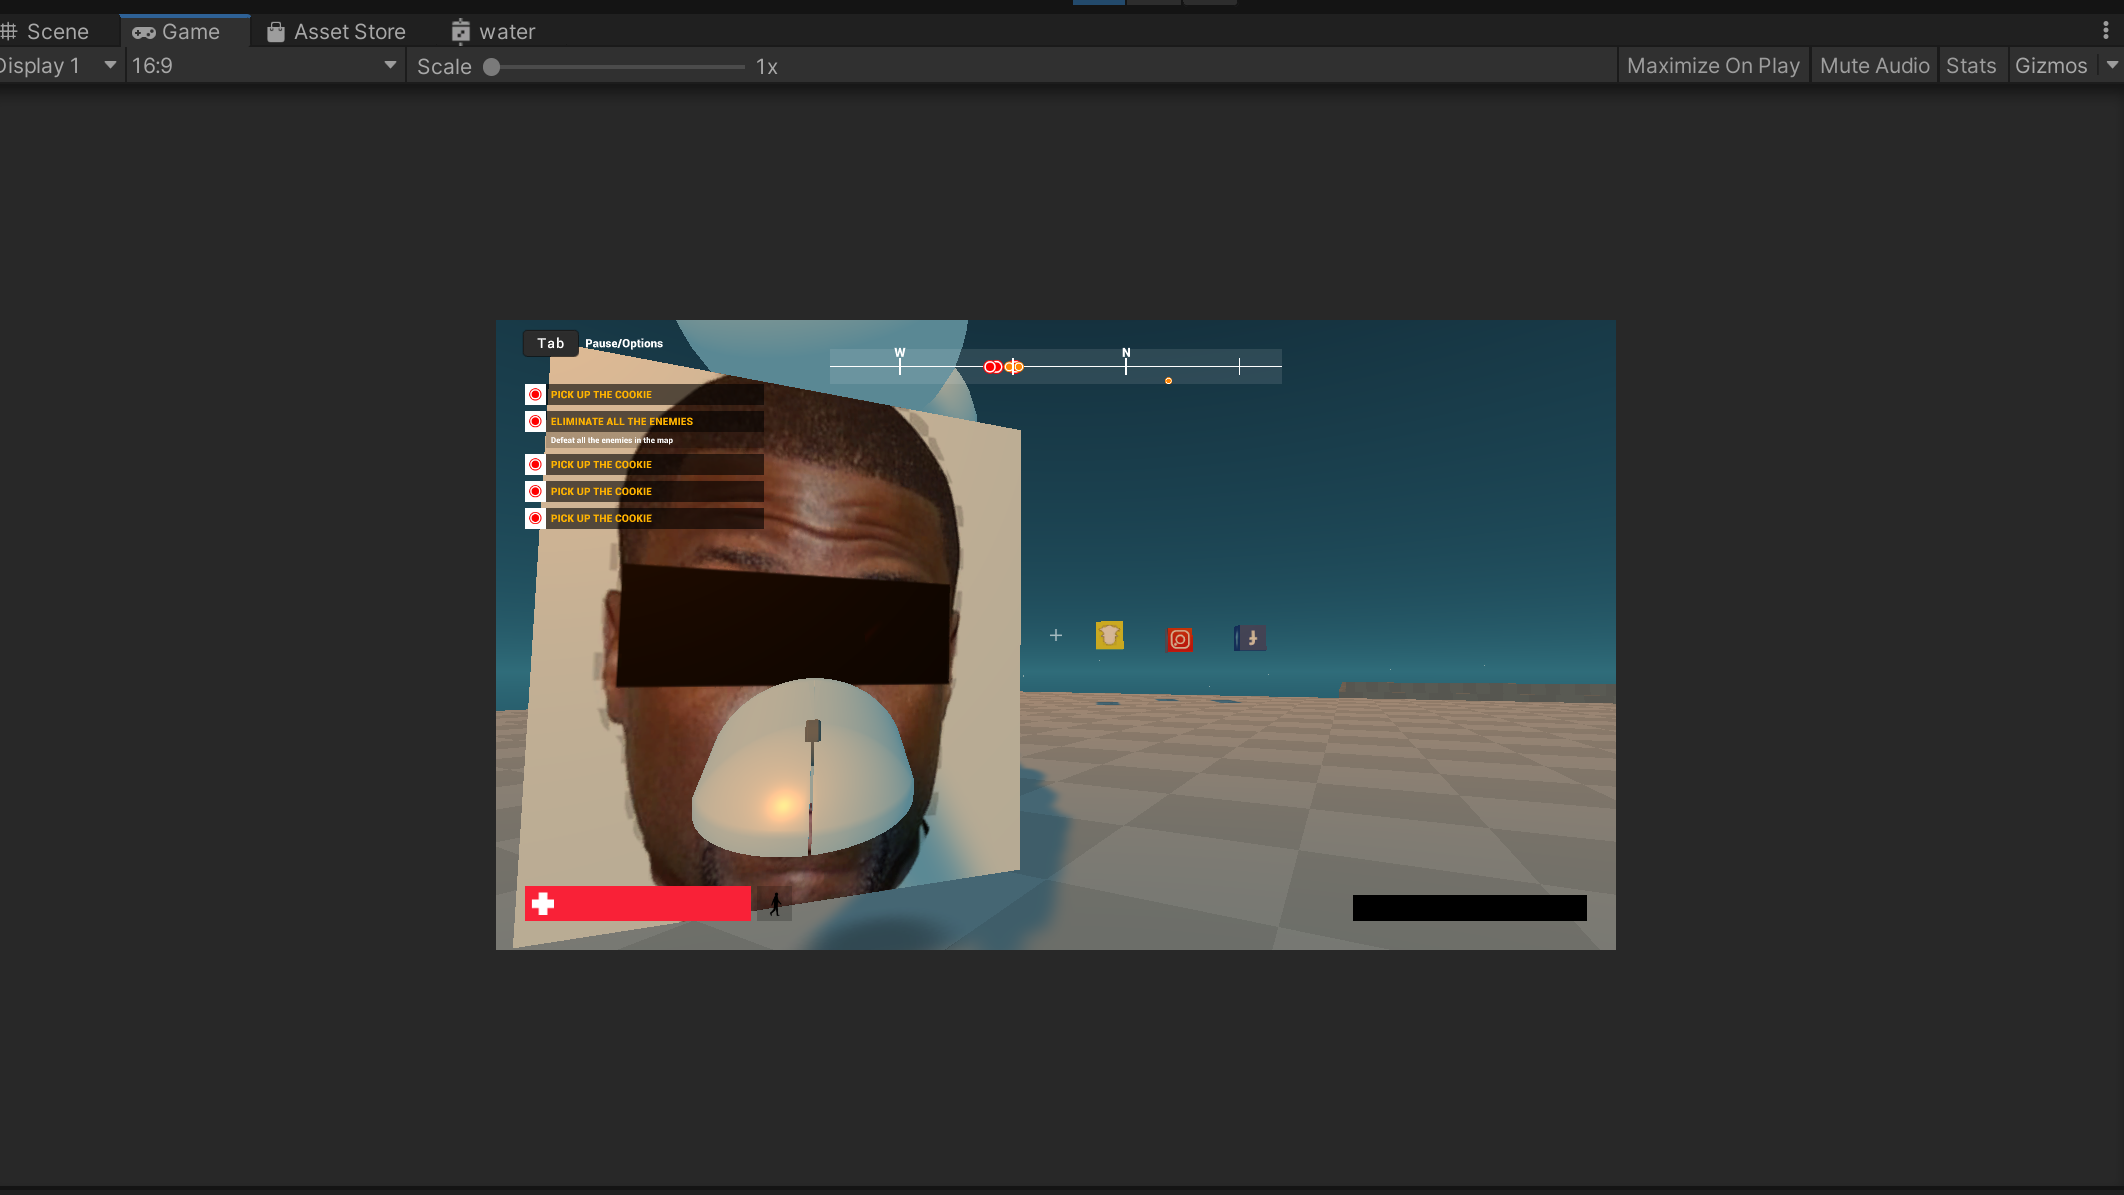 Scene
Game
Asset Store
water
Display 1
16:9
Scale
1x
Maximize On Play
Mute Audio
Stats
Gizmos
Tab
Pause/Options
W
N
PICK UP THE COOKIE
ELIMINATE ALL THE ENEMIES
Defeat all the enemies in the map
PICK UP THE COOKIE
PICK UP THE COOKIE
PICK UP THE COOKIE